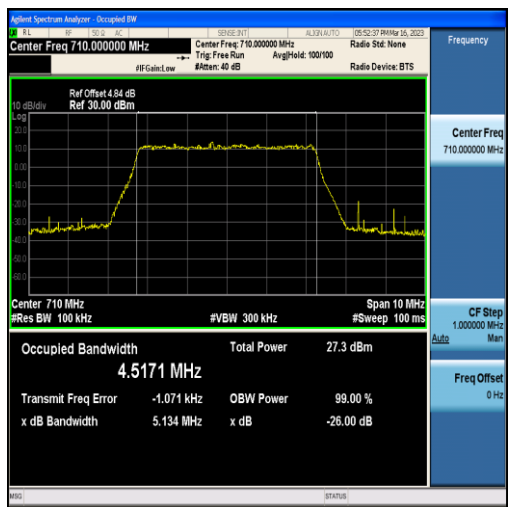 Agilent Spectrum Analyzer - Occupied BW
RL RF 50 Ω AC SENSE:INT ALIGN AUTO 05:52:37 PM Mar 16, 2023
Center Freq 710.000000 MHz
Center Freq: 710.000000 MHz
Radio Std: None
Trig: Free Run Avg|Hold: 100/100
#IFGain:Low #Atten: 40 dB Radio Device: BTS
Ref Offset 4.84 dB
10 dB/div Ref 30.00 dBm
Log
20.0
10.0
0.00
-10.0
-20.0
-30.0
-40.0
-50.0
-60.0
Center 710 MHz Span 10 MHz
#Res BW 100 kHz #VBW 300 kHz #Sweep 100 ms
Occupied Bandwidth Total Power 27.3 dBm
4.5171 MHz
Transmit Freq Error -1.071 kHz OBW Power 99.00 %
x dB Bandwidth 5.134 MHz x dB -26.00 dB
MSG STATUS
Frequency
Center Freq
710.000000 MHz
CF Step
1.000000 MHz
Auto Man
Freq Offset
0 Hz